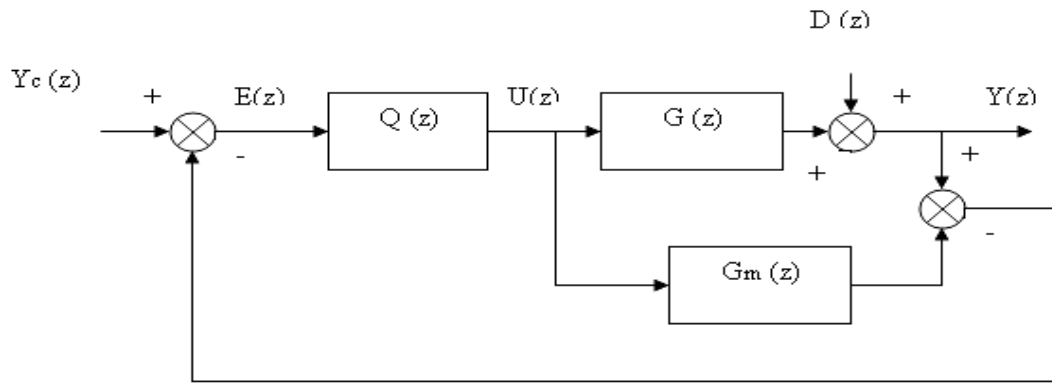 D (z)
Yc (z)
+
E(z)
-
Q (z)
U(z)
G (z)
+
+
Y(z)
+
-
Gm (z)